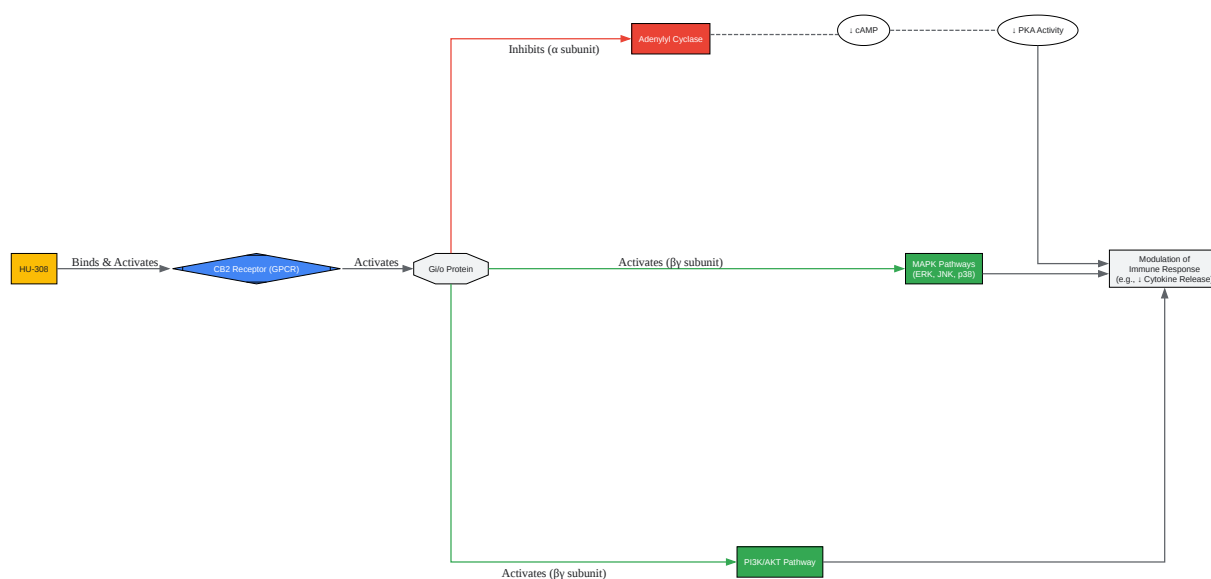 Adenylyl Cyclase
↓ cAMP
↓ PKA Activity
Inhibits (α subunit)
HU-308
Binds & Activates
CB2 Receptor (GPCR)
Activates
Gi/o Protein
Activates (βγ subunit)
MAPK Pathways
(ERK, JNK, p38)
Modulation of
Immune Response
(e.g., ↓ Cytokine Release)
PI3K/AKT Pathway
Activates (βγ subunit)